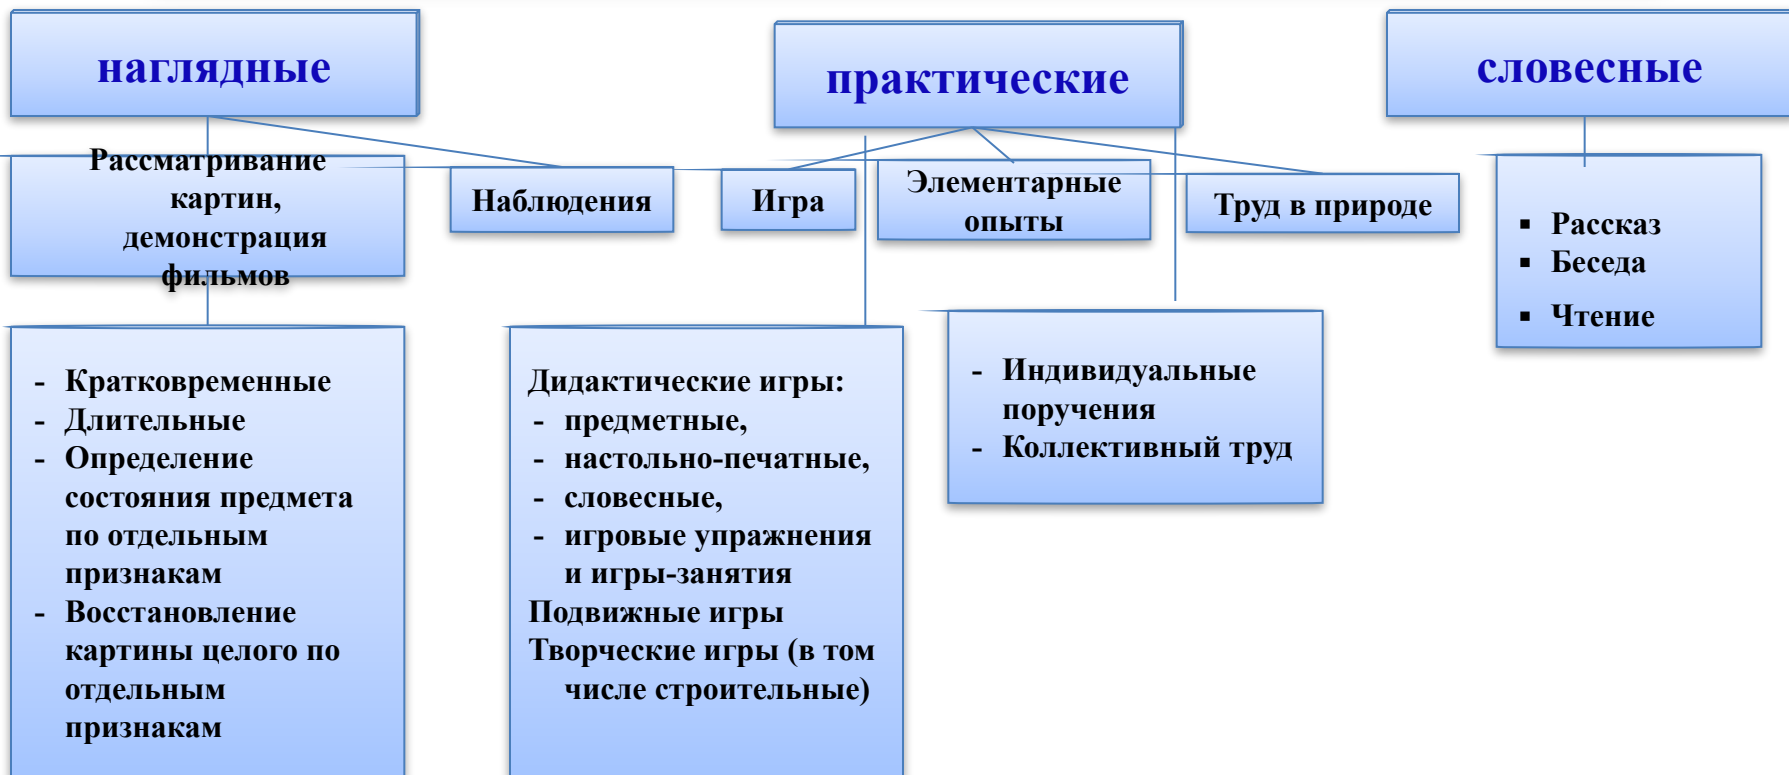 наглядные
практические
словесные
Рассматривание
картин,
демонстрация
фильмов
Наблюдения
Игра
Элементарные
опыты
Труд в природе
▪ Рассказ
▪ Беседа
▪ Чтение
- Кратковременные
- Длительные
- Определение
состояния предмета
по отдельным
признакам
- Восстановление
картины целого по
отдельным
признакам
Дидактические игры:
- предметные,
- настольно-печатные,
- словесные,
- игровые упражнения
и игры-занятия
Подвижные игры
Творческие игры (в том
числе строительные)
- Индивидуальные
поручения
- Коллективный труд